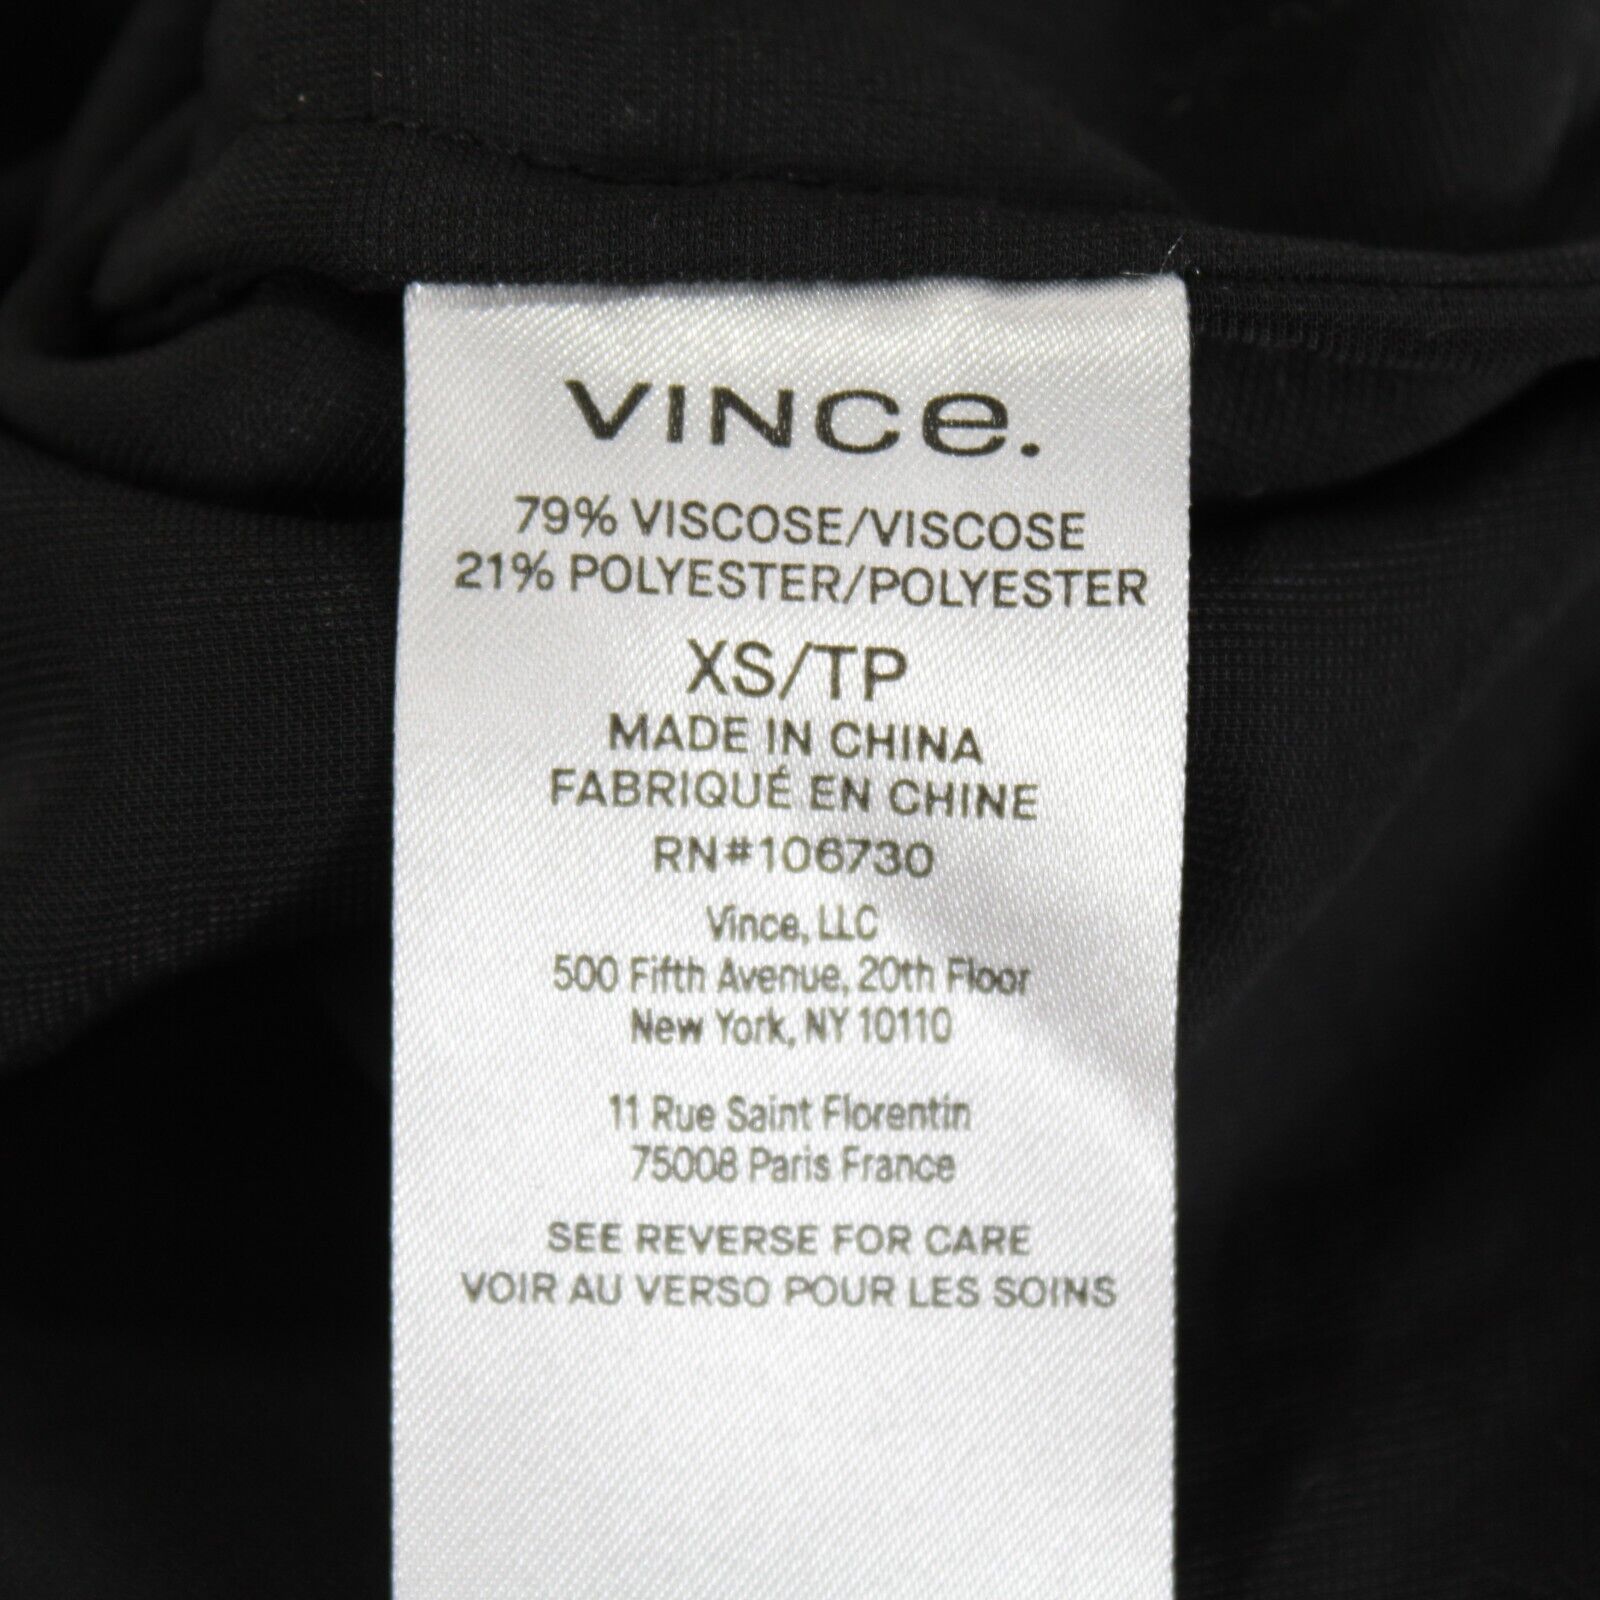 VINCe.
79% VISCOSE/VISCOSE
21% POLYESTER/POLYESTER
XS/TP
MADE IN CHINA
FABRIQUÉ EN CHINE
RN#106730
Vince, LLC
500 Fifth Avenue, 20th Floor
New York, NY 10110
11 Rue Saint Florentin
75008 Paris France
SEE REVERSE FOR CARE
VOIR AU VERSO POUR LES SOINS